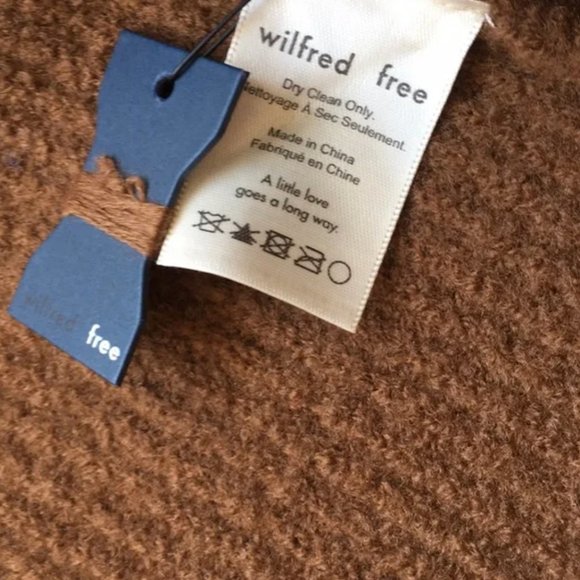 wilfred free
Dry Clean Only.
Nettoyage À Sec Seulement.
Made in China
Fabriqué en Chine
A little love
goes a long way.
wilfred free